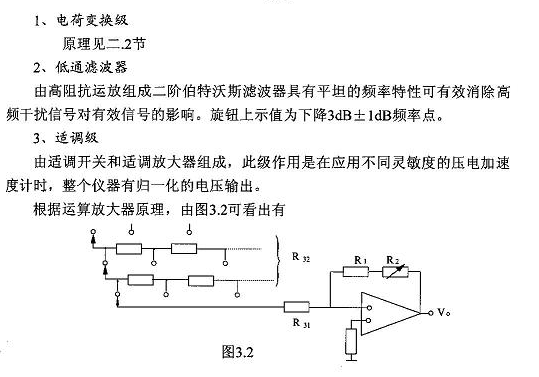 1、电荷变换级
原理见二.2节
2、低通滤波器
由高阻抗运放组成二阶伯特沃斯滤波器具有平坦的频率特性可有效消除高
频干扰信号对有效信号的影响。旋钮上示值为下降3dB±1dB频率点。
3、适调级
由适调开关和适调放大器组成，此级作用是在应用不同灵敏度的压电加速
度计时，整个仪器有归一化的电压输出。
根据运算放大器原理，由图3.2可看出有
R32
R1 R2
R31
Vo
图3.2